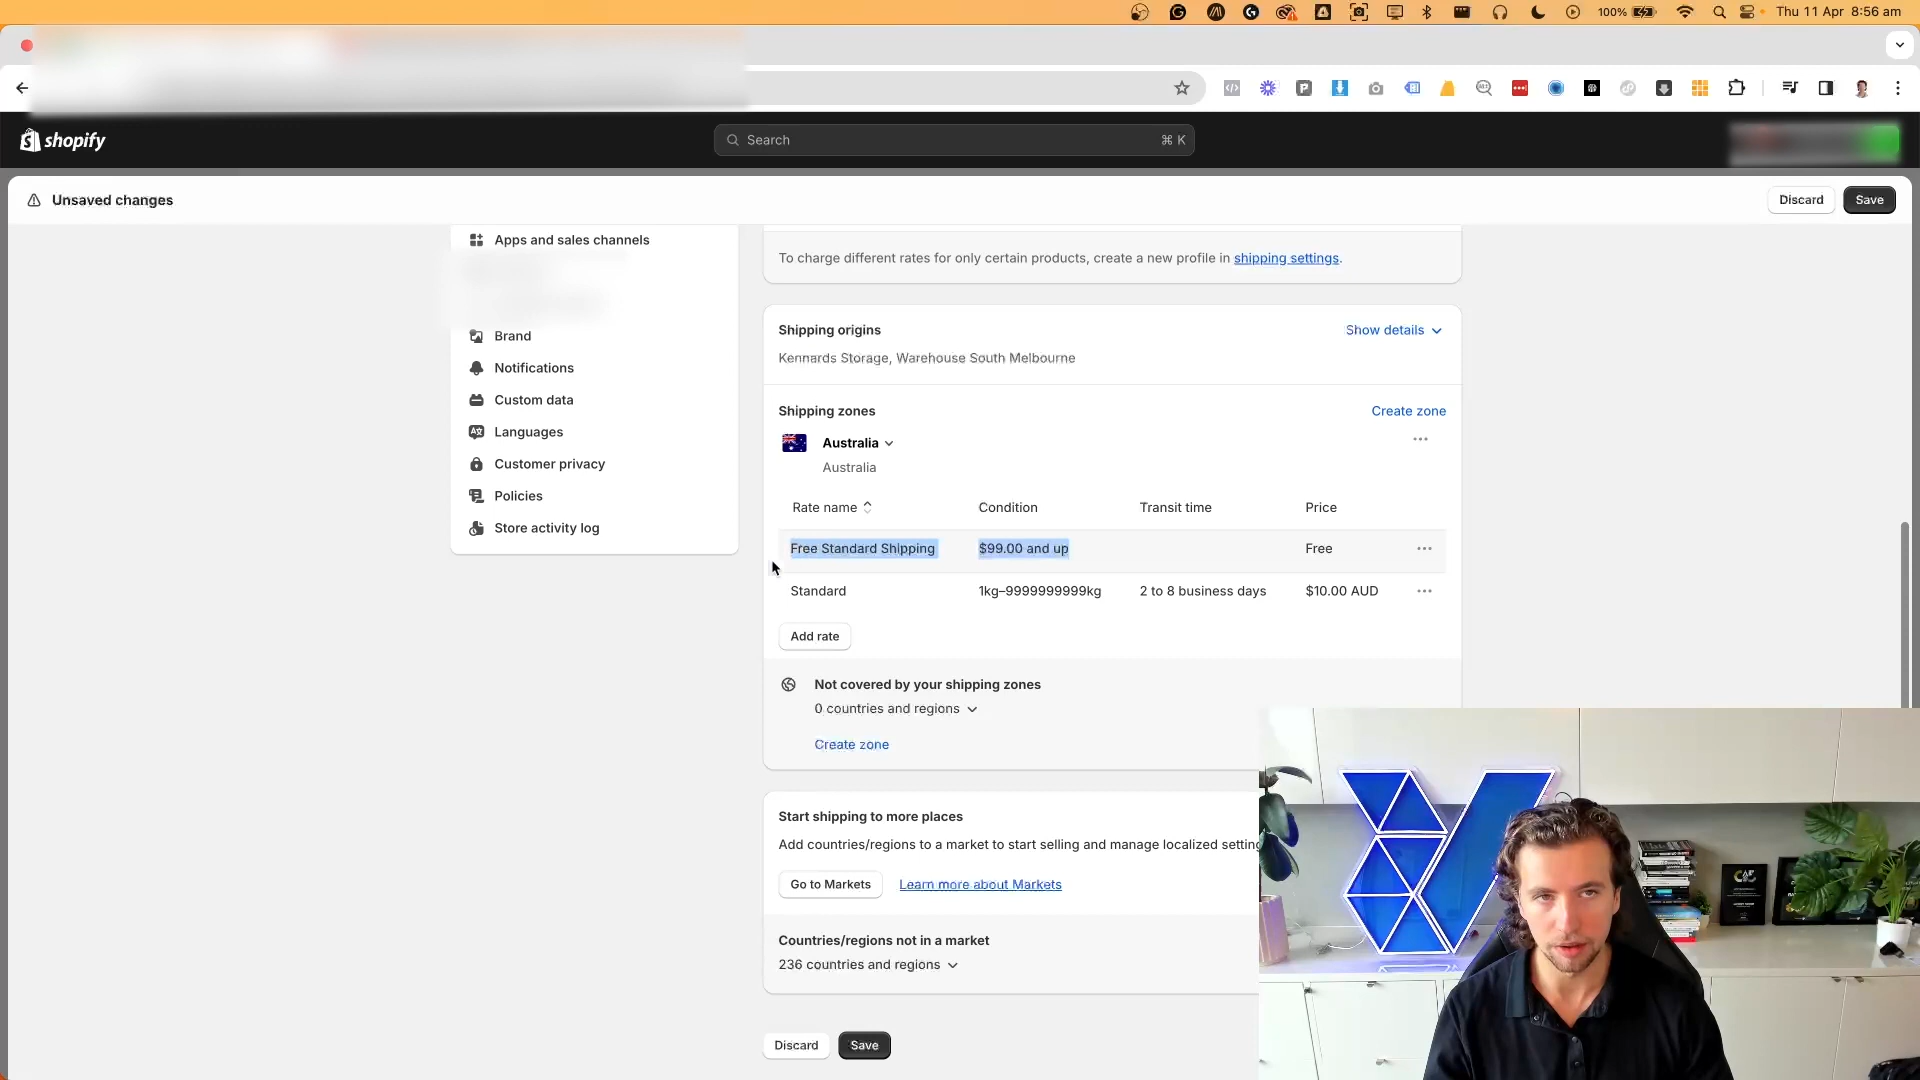 100%
Thu 11 Apr 8:56 am
shopify
Search
⌘ K
Unsaved changes
Discard
Save
Apps and sales channels
Brand
Notifications
Custom data
Languages
Customer privacy
Policies
Store activity log
To charge different rates for only certain products, create a new profile in shipping settings.
Shipping origins
Show details
Kennards Storage, Warehouse South Melbourne
Shipping zones
Create zone
Australia
Australia
Rate name Condition Transit time Price
Free Standard Shipping $99.00 and up Free
Standard 1kg–9999999999kg 2 to 8 business days $10.00 AUD
Add rate
Not covered by your shipping zones
0 countries and regions
Create zone
Start shipping to more places
Add countries/regions to a market to start selling and manage localized setting
Go to Markets
Learn more about Markets
Countries/regions not in a market
236 countries and regions
Discard
Save